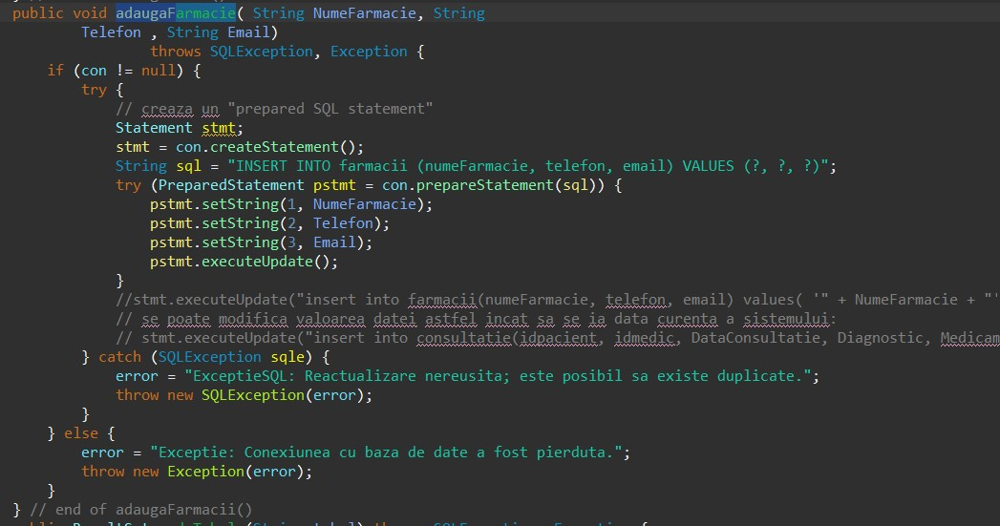 public void adaugaFarmacie( String NumeFarmacie, String
Telefon , String Email)
throws SQLException, Exception {
if (con != null) {
try {
// creaza un "prepared SQL statement"
Statement stmt;
stmt = con.createStatement();
String sql = "INSERT INTO farmacii (numeFarmacie, telefon, email) VALUES (?, ?, ?)";
try (PreparedStatement pstmt = con.prepareStatement(sql)) {
pstmt.setString(1, NumeFarmacie);
pstmt.setString(2, Telefon);
pstmt.setString(3, Email);
pstmt.executeUpdate();
}
//stmt.executeUpdate("insert into farmacii(numeFarmacie, telefon, email) values( '" + NumeFarmacie + "'
// se poate modifica valoarea datei astfel incat sa se ia data curenta a sistemului:
// stmt.executeUpdate("insert into consultatie(idpacient, idmedic, DataConsultatie, Diagnostic, Medicam
} catch (SQLException sqle) {
error = "ExceptieSQL: Reactualizare nereusita; este posibil sa existe duplicate.";
throw new SQLException(error);
}
} else {
error = "Exceptie: Conexiunea cu baza de date a fost pierduta.";
throw new Exception(error);
}
} // end of adaugaFarmacii()